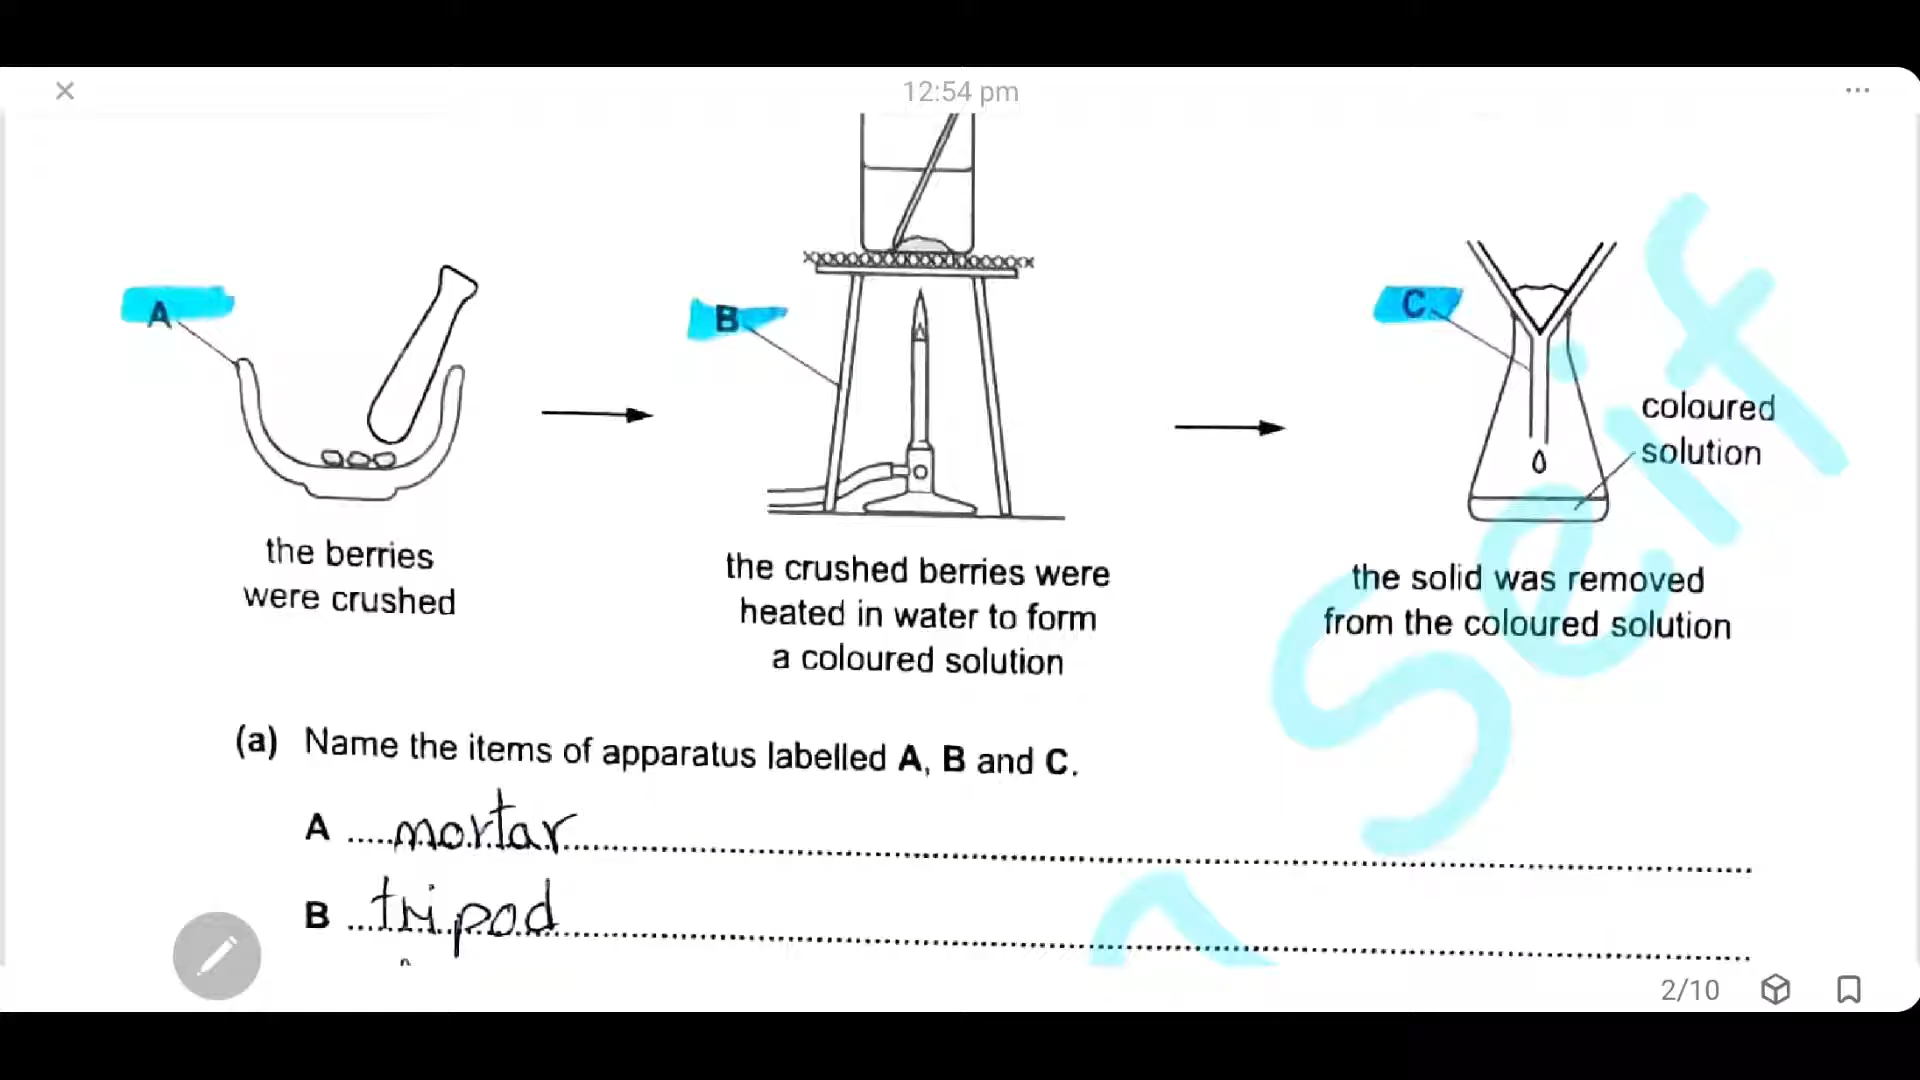 12:54 pm
A
B
C
coloured
solution
the berries
were crushed
the crushed berries were
heated in water to form
a coloured solution
the solid was removed
from the coloured solution
(a) Name the items of apparatus labelled A, B and C.
A mortar
B tripod
Seif
2/10